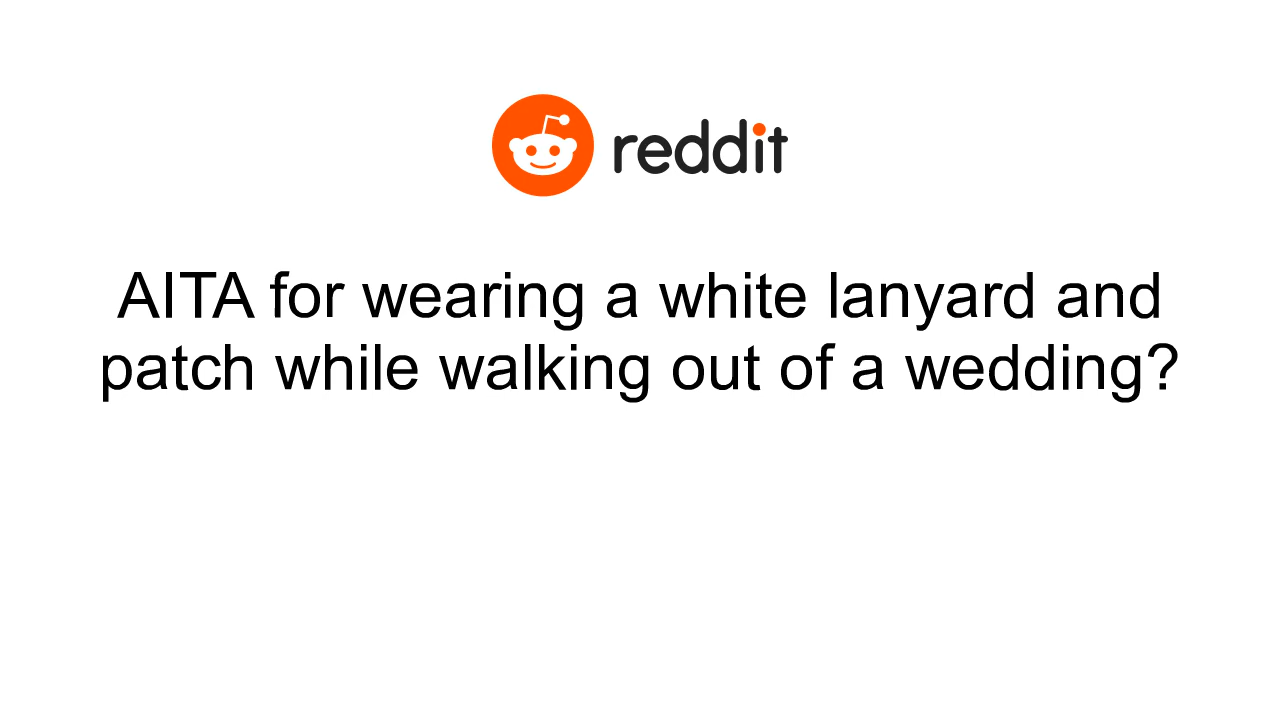 reddit
AITA for wearing a white lanyard and
patch while walking out of a wedding?